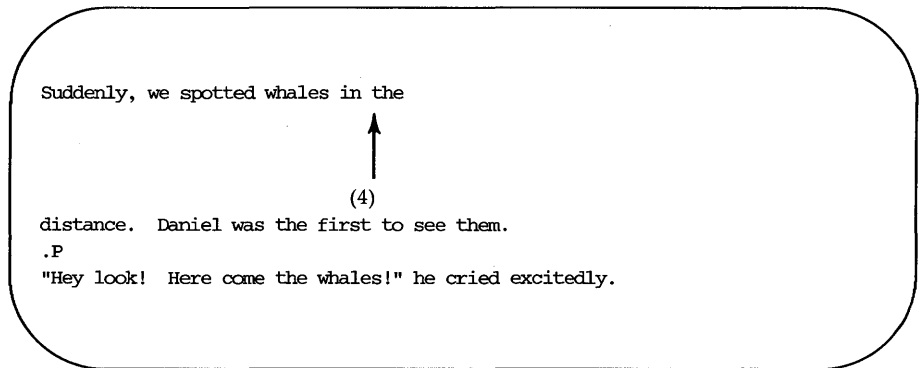 Suddenly, we spotted whales in the
(4)
distance.  Daniel was the first to see them.
.P
"Hey look!  Here come the whales!" he cried excitedly.